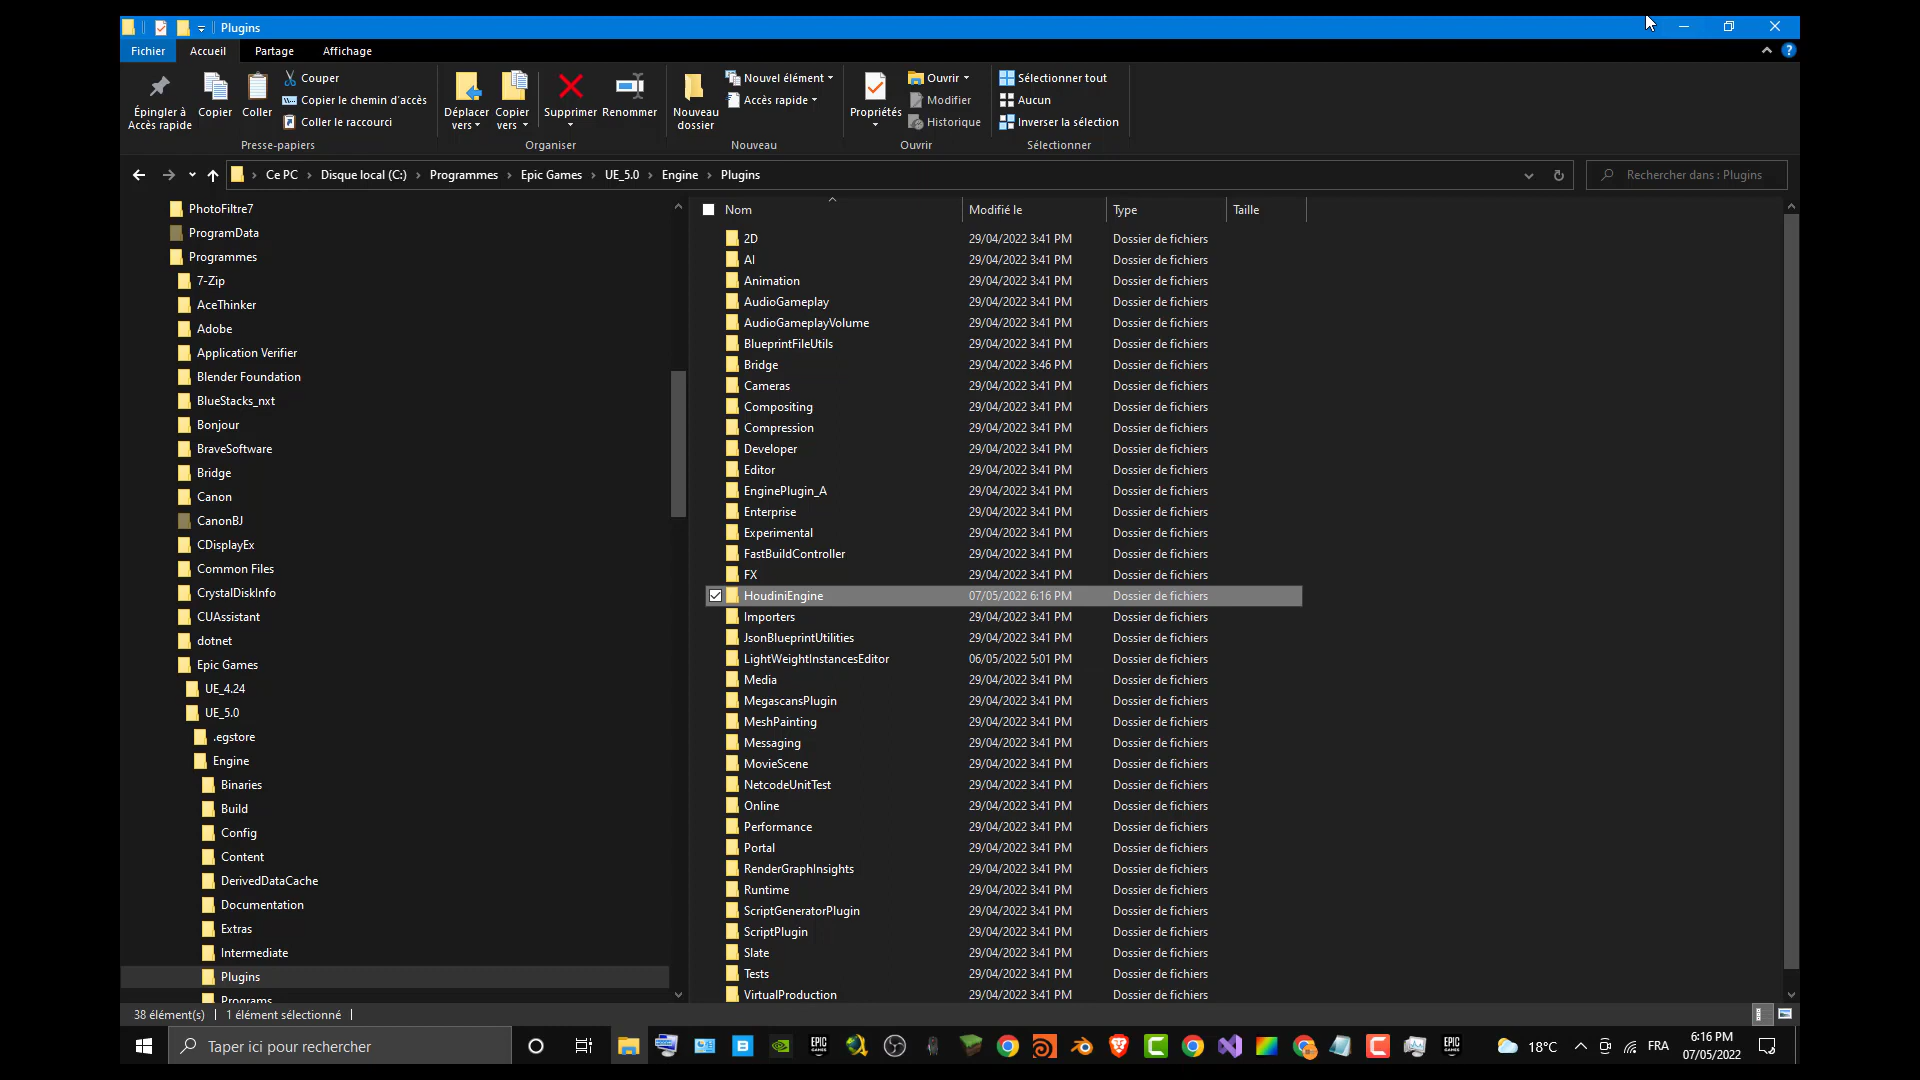 Plugins
Fichier Accueil Partage Affichage
Épingler à Accès rapide
Copier
Coller
Couper
Copier le chemin d'accès
Coller le raccourci
Presse-papiers
Déplacer vers
Copier vers
Supprimer
Renommer
Organiser
Nouveau dossier
Nouvel élément
Accès rapide
Nouveau
Propriétés
Ouvrir
Modifier
Historique
Ouvrir
Sélectionner tout
Aucun
Inverser la sélection
Sélectionner
Ce PC > Disque local (C:) > Programmes > Epic Games > UE_5.0 > Engine > Plugins
Rechercher dans : Plugins
PhotoFiltre7
ProgramData
Programmes
7-Zip
AceThinker
Adobe
Application Verifier
Blender Foundation
BlueStacks_nxt
Bonjour
BraveSoftware
Bridge
Canon
CanonBJ
CDisplayEx
Common Files
CrystalDiskInfo
CUAssistant
dotnet
Epic Games
UE_4.24
UE_5.0
.egstore
Engine
Binaries
Build
Config
Content
DerivedDataCache
Documentation
Extras
Intermediate
Plugins
Programs
Nom Modifié le Type Taille
2D 29/04/2022 3:41 PM Dossier de fichiers
AI 29/04/2022 3:41 PM Dossier de fichiers
Animation 29/04/2022 3:41 PM Dossier de fichiers
AudioGameplay 29/04/2022 3:41 PM Dossier de fichiers
AudioGameplayVolume 29/04/2022 3:41 PM Dossier de fichiers
BlueprintFileUtils 29/04/2022 3:41 PM Dossier de fichiers
Bridge 29/04/2022 3:46 PM Dossier de fichiers
Cameras 29/04/2022 3:41 PM Dossier de fichiers
Compositing 29/04/2022 3:41 PM Dossier de fichiers
Compression 29/04/2022 3:41 PM Dossier de fichiers
Developer 29/04/2022 3:41 PM Dossier de fichiers
Editor 29/04/2022 3:41 PM Dossier de fichiers
EnginePlugin_A 29/04/2022 3:41 PM Dossier de fichiers
Enterprise 29/04/2022 3:41 PM Dossier de fichiers
Experimental 29/04/2022 3:41 PM Dossier de fichiers
FastBuildController 29/04/2022 3:41 PM Dossier de fichiers
FX 29/04/2022 3:41 PM Dossier de fichiers
HoudiniEngine 07/05/2022 6:16 PM Dossier de fichiers
Importers 29/04/2022 3:41 PM Dossier de fichiers
JsonBlueprintUtilities 29/04/2022 3:41 PM Dossier de fichiers
LightWeightInstancesEditor 06/05/2022 5:01 PM Dossier de fichiers
Media 29/04/2022 3:41 PM Dossier de fichiers
MegascansPlugin 29/04/2022 3:41 PM Dossier de fichiers
MeshPainting 29/04/2022 3:41 PM Dossier de fichiers
Messaging 29/04/2022 3:41 PM Dossier de fichiers
MovieScene 29/04/2022 3:41 PM Dossier de fichiers
NetcodeUnitTest 29/04/2022 3:41 PM Dossier de fichiers
Online 29/04/2022 3:41 PM Dossier de fichiers
Performance 29/04/2022 3:41 PM Dossier de fichiers
Portal 29/04/2022 3:41 PM Dossier de fichiers
RenderGraphInsights 29/04/2022 3:41 PM Dossier de fichiers
Runtime 29/04/2022 3:41 PM Dossier de fichiers
ScriptGeneratorPlugin 29/04/2022 3:41 PM Dossier de fichiers
ScriptPlugin 29/04/2022 3:41 PM Dossier de fichiers
Slate 29/04/2022 3:41 PM Dossier de fichiers
Tests 29/04/2022 3:41 PM Dossier de fichiers
VirtualProduction 29/04/2022 3:41 PM Dossier de fichiers
38 élément(s) 1 élément sélectionné
Taper ici pour rechercher
EPIC GAMES
EPIC GAMES
18°C
FRA
6:16 PM
07/05/2022